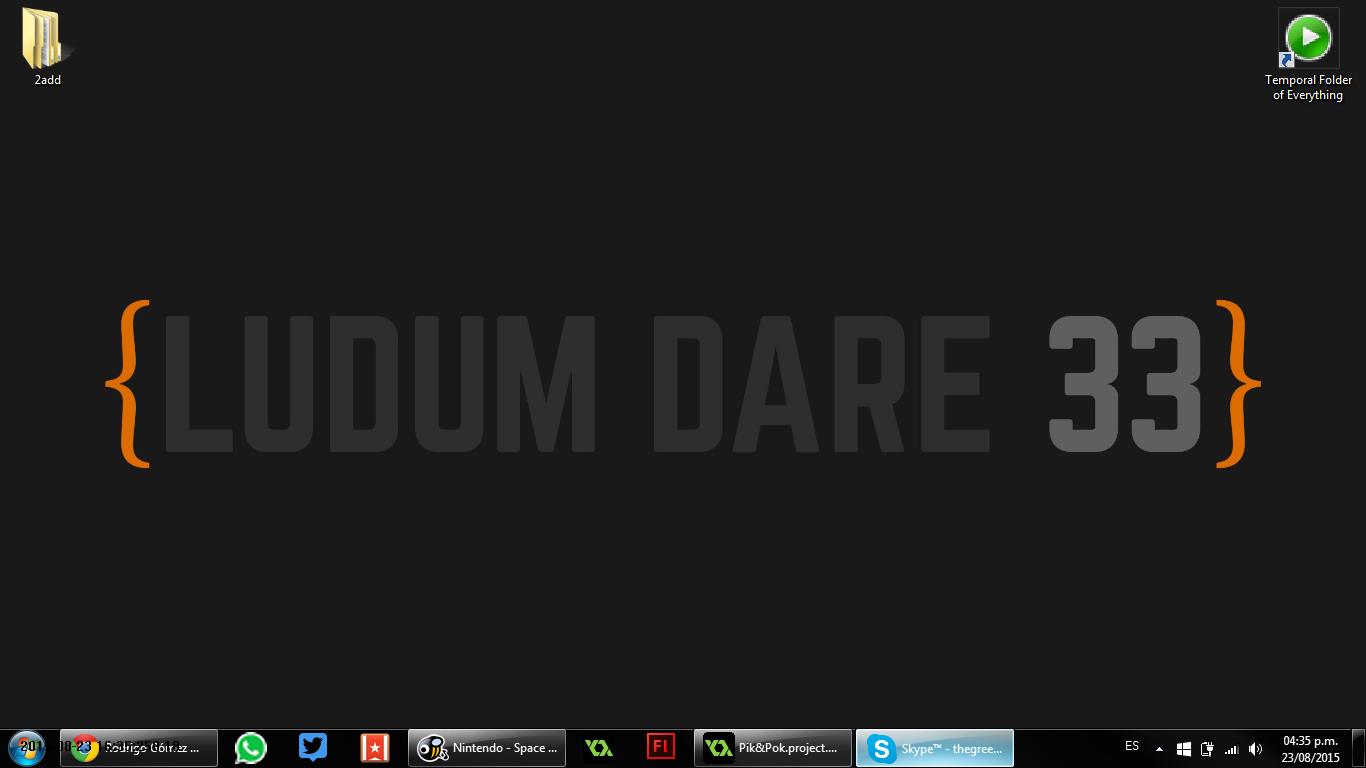 2add
Temporal Folder
of Everything
{LUDUM DARE 33}
Rodrigo Gómez ...
Nintendo - Space ...
Fl
Pik&Pok.project....
Skype™ - thegree...
ES
04:35 p.m.
23/08/2015